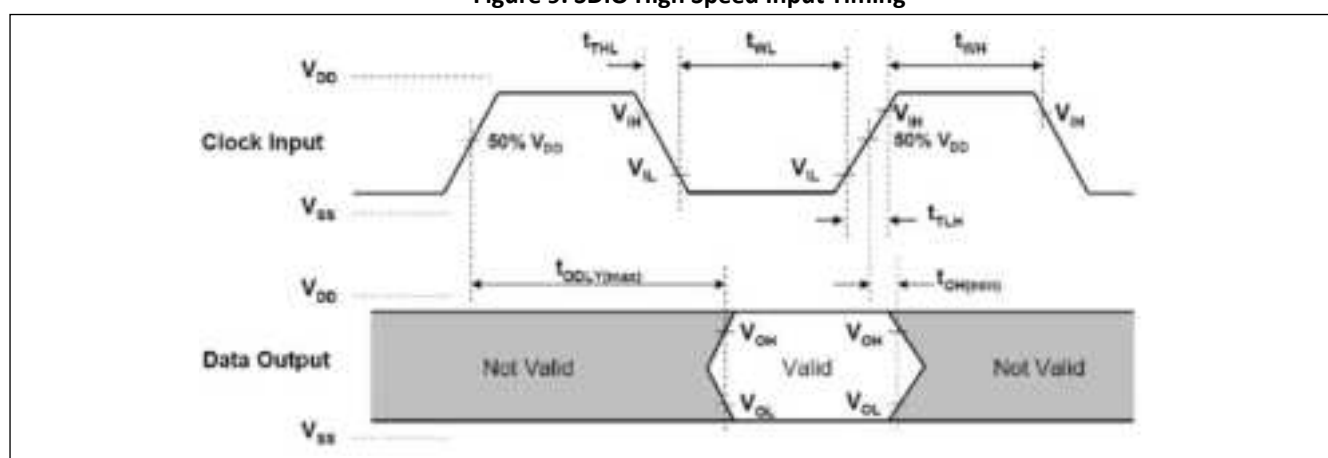 Figure 9. SDIO High Speed Input Timing
tTHL
tWL
tWH
VDD
VIH
VIH
VIH
Clock Input
50% VDD
50% VDD
VIL
VIL
VSS
tTLH
tODLY(max)
tOH(min)
VDD
VOH
VOH
Data Output
Not Valid
Valid
Not Valid
VOL
VOL
VSS